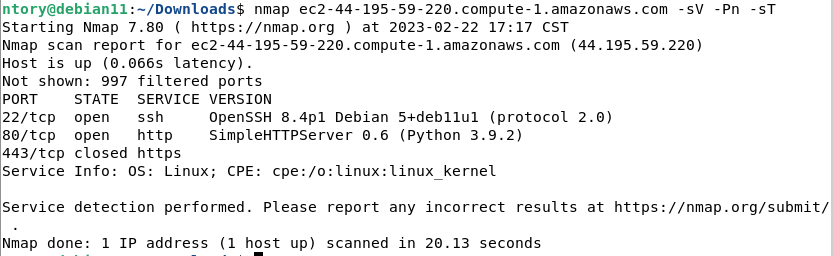 ntory@debian11:~/Downloads$ nmap ec2-44-195-59-220.compute-1.amazonaws.com -sV -Pn -sT
Starting Nmap 7.80 ( https://nmap.org ) at 2023-02-22 17:17 CST
Nmap scan report for ec2-44-195-59-220.compute-1.amazonaws.com (44.195.59.220)
Host is up (0.066s latency).
Not shown: 997 filtered ports
PORT    STATE  SERVICE VERSION
22/tcp  open   ssh     OpenSSH 8.4p1 Debian 5+deb11u1 (protocol 2.0)
80/tcp  open   http    SimpleHTTPServer 0.6 (Python 3.9.2)
443/tcp closed https
Service Info: OS: Linux; CPE: cpe:/o:linux:linux_kernel
Service detection performed. Please report any incorrect results at https://nmap.org/submit/
.
Nmap done: 1 IP address (1 host up) scanned in 20.13 seconds